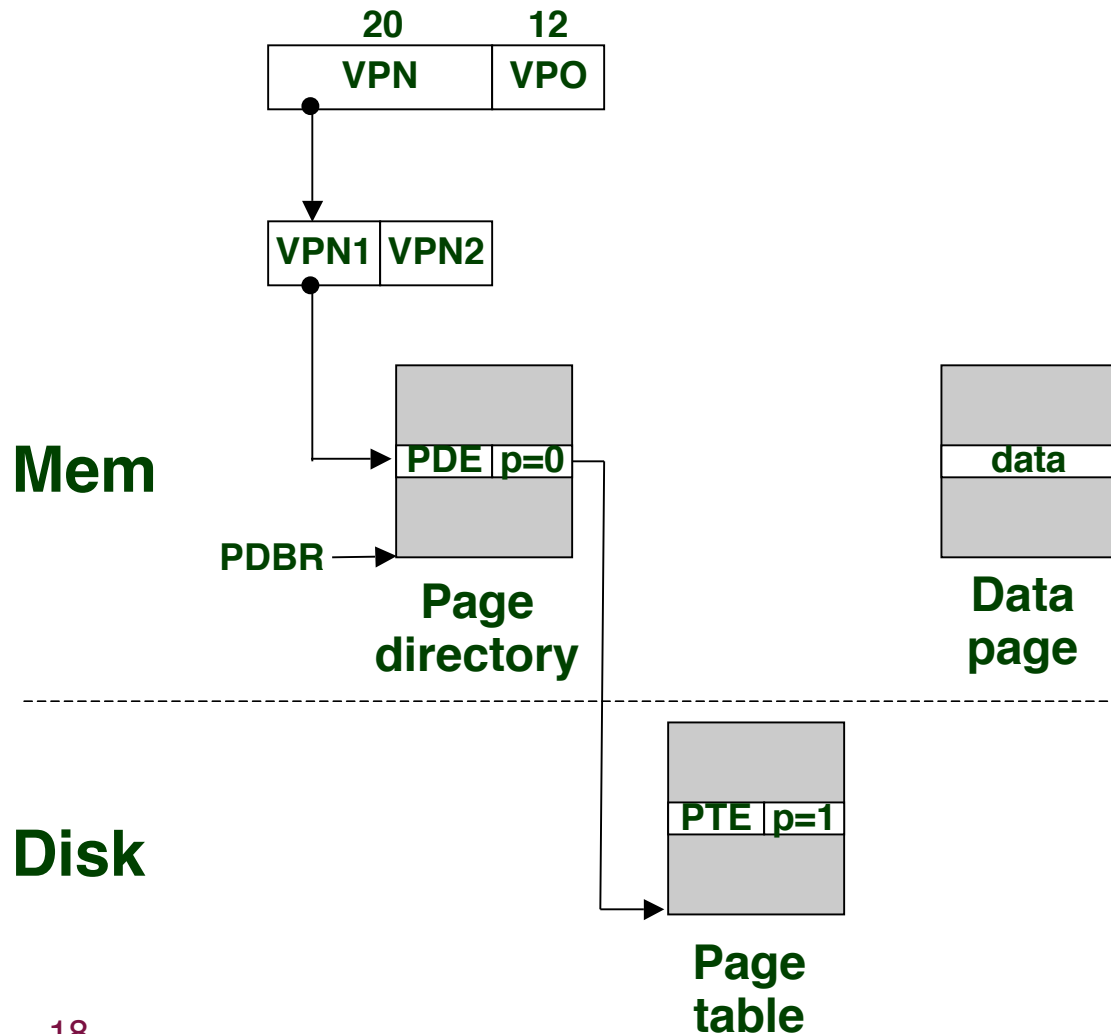 20 12
VPN VPO
VPN1 VPN2
Mem
PDE p=0
data
PDBR
Page
directory
Data
page
Disk
PTE p=1
Page
table
18